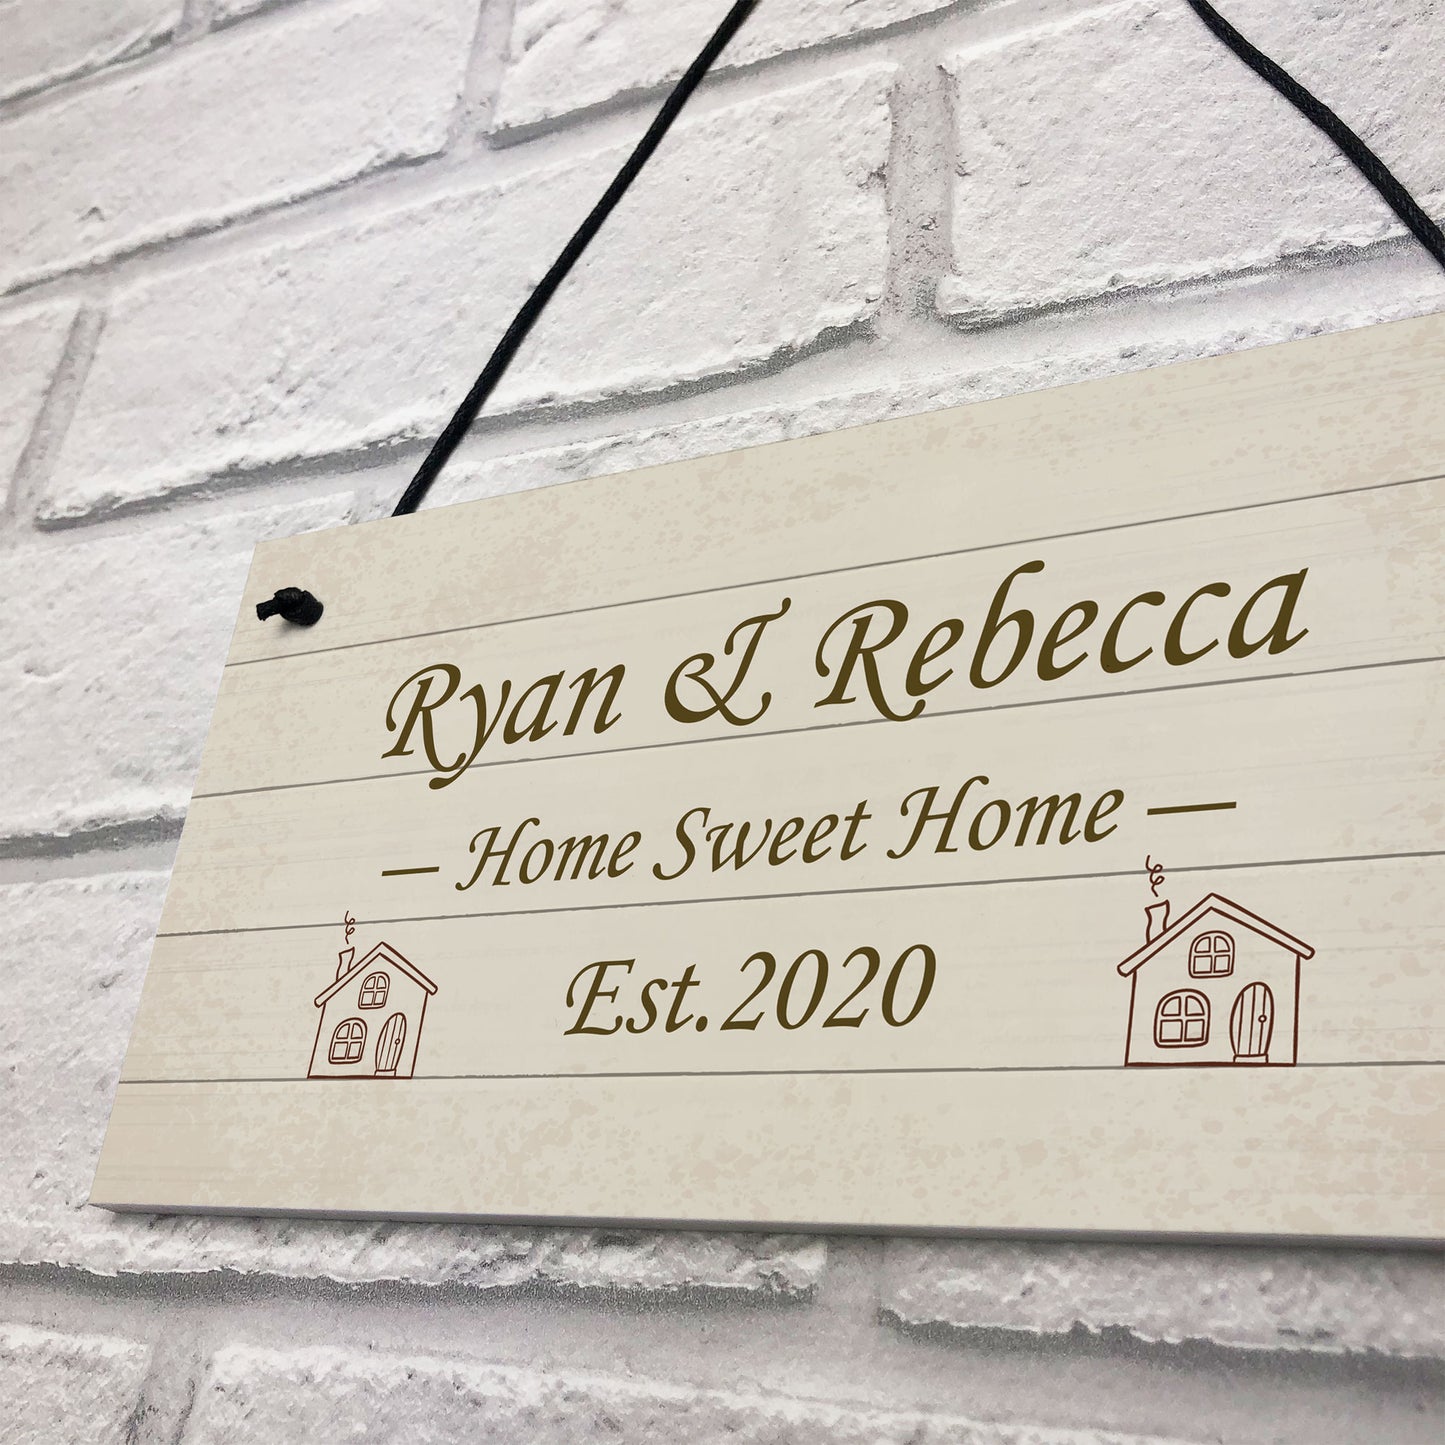 Ryan & Rebecca
— Home Sweet Home —
Est.2020